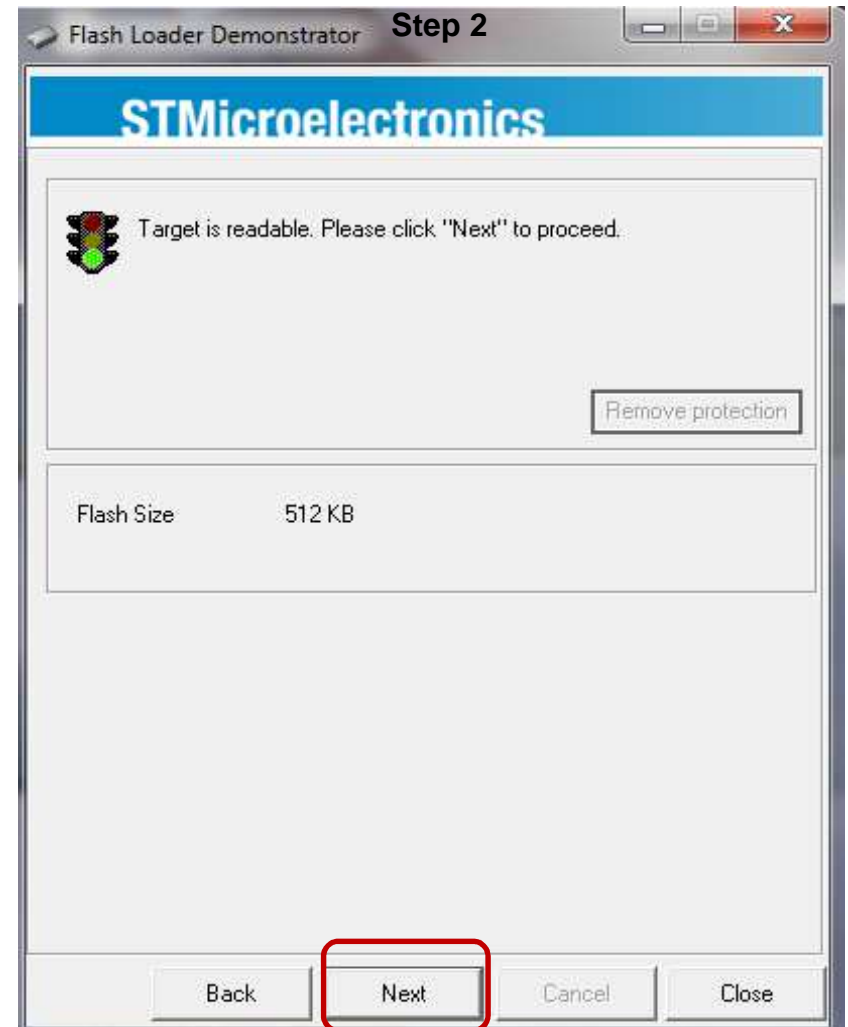 Flash Loader Demonstrator Step 2
STMicroelectronics
Target is readable. Please click "Next" to proceed.
Remove protection
Flash Size 512 KB
Back Next Cancel Close